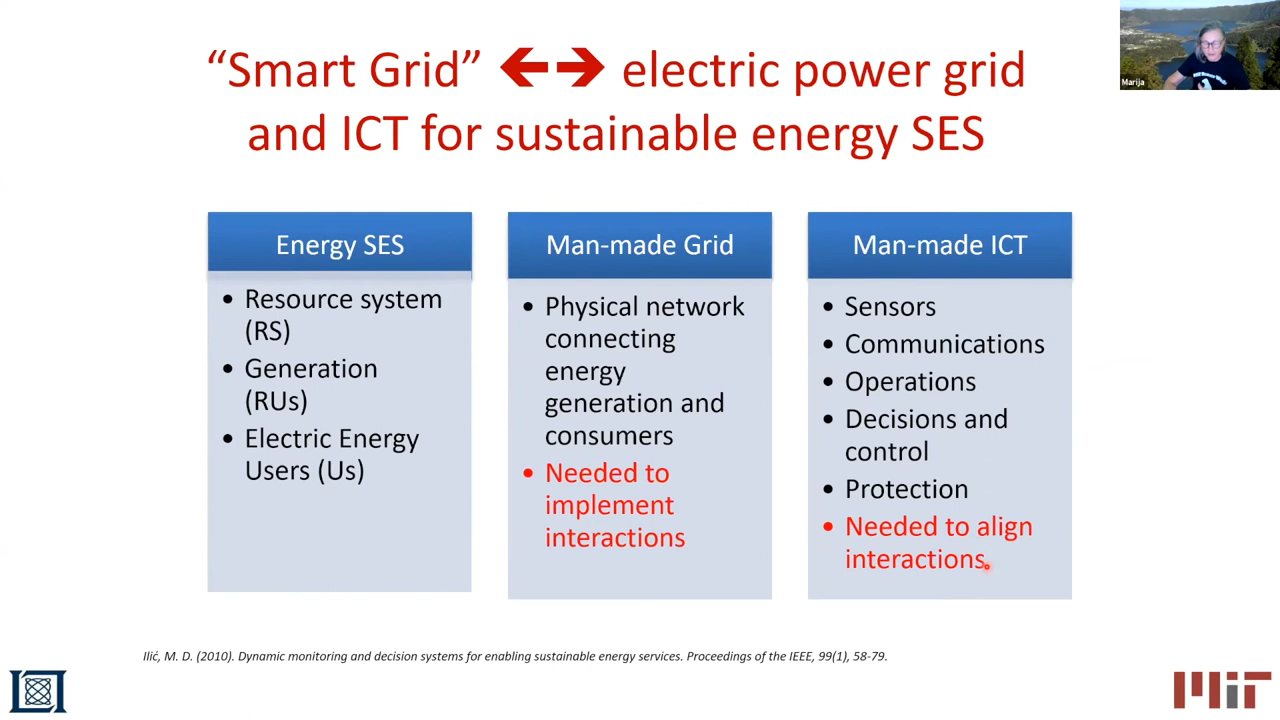 Marija
“Smart Grid” ←→ electric power grid
and ICT for sustainable energy SES
Energy SES
• Resource system
(RS)
• Generation
(RUs)
• Electric Energy
Users (Us)
Man-made Grid
• Physical network
connecting
energy
generation and
consumers
• Needed to
implement
interactions
Man-made ICT
• Sensors
• Communications
• Operations
• Decisions and
control
• Protection
• Needed to align
interactions
Ilić, M. D. (2010). Dynamic monitoring and decision systems for enabling sustainable energy services. Proceedings of the IEEE, 99(1), 58-79.
MIT